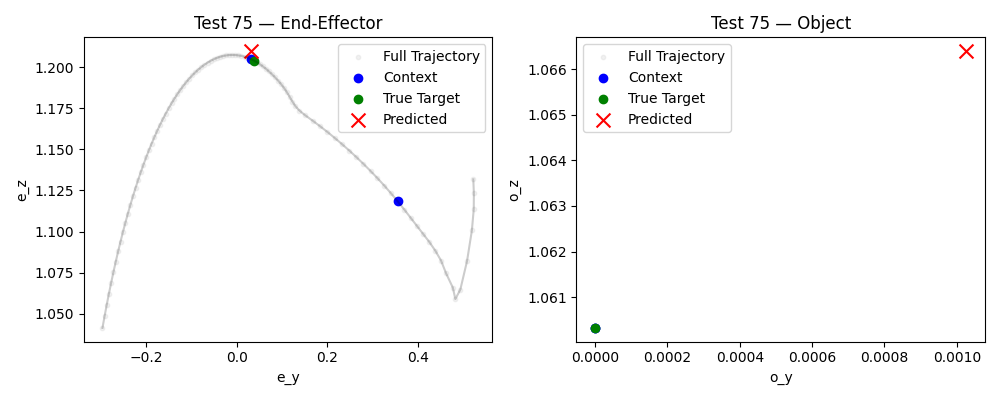 Test 75 — End-Effector
e_z
1.200
1.175
1.150
1.125
1.100
1.075
1.050
−0.2
0.0
0.2
0.4
e_y
Full Trajectory
Context
True Target
Predicted
Test 75 — Object
o_z
1.066
1.065
1.064
1.063
1.062
1.061
0.0000
0.0002
0.0004
0.0006
0.0008
0.0010
o_y
Full Trajectory
Context
True Target
Predicted